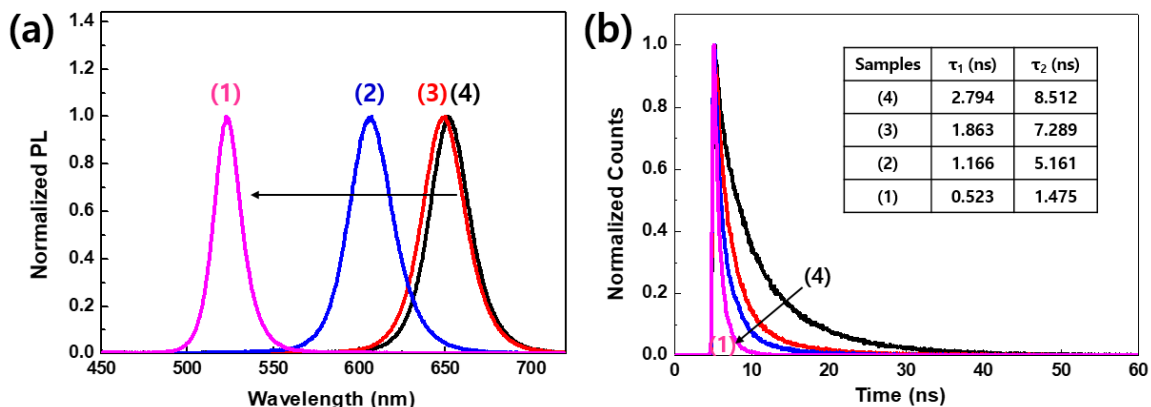 (a)
Normalized PL
1.4
1.2
1.0
0.8
0.6
0.4
0.2
0.0
(1)
(2)
(3) (4)
450 500 550 600 650 700
Wavelength (nm)
(b)
Normalized Counts
1.0
0.8
0.6
0.4
0.2
0.0
Samples τ1 (ns) τ2 (ns)
(4) 2.794 8.512
(3) 1.863 7.289
(2) 1.166 5.161
(1) 0.523 1.475
(4)
(1)
0 10 20 30 40 50 60
Time (ns)